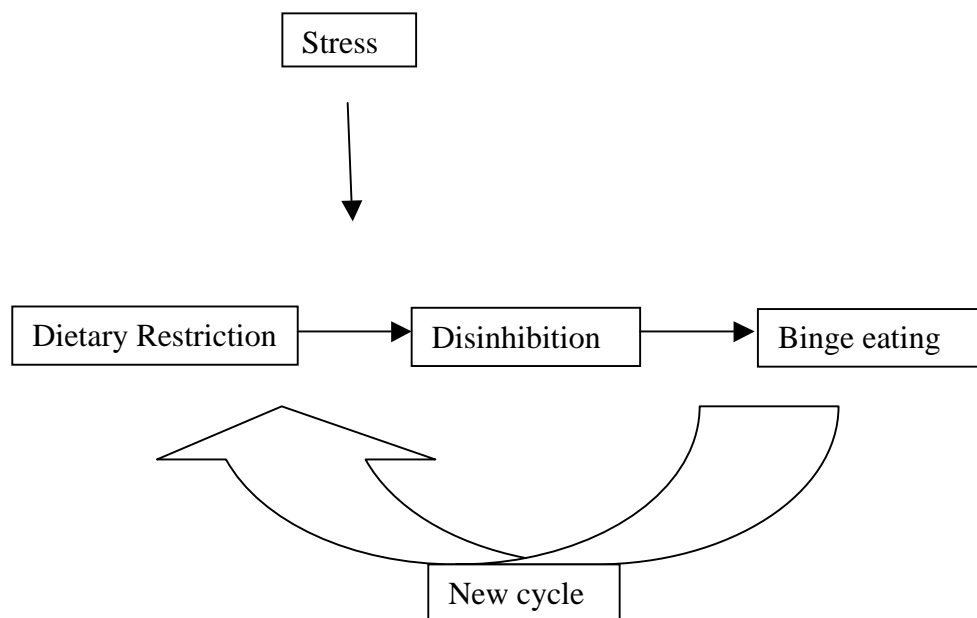 Stress
Dietary Restriction
Disinhibition
Binge eating
New cycle